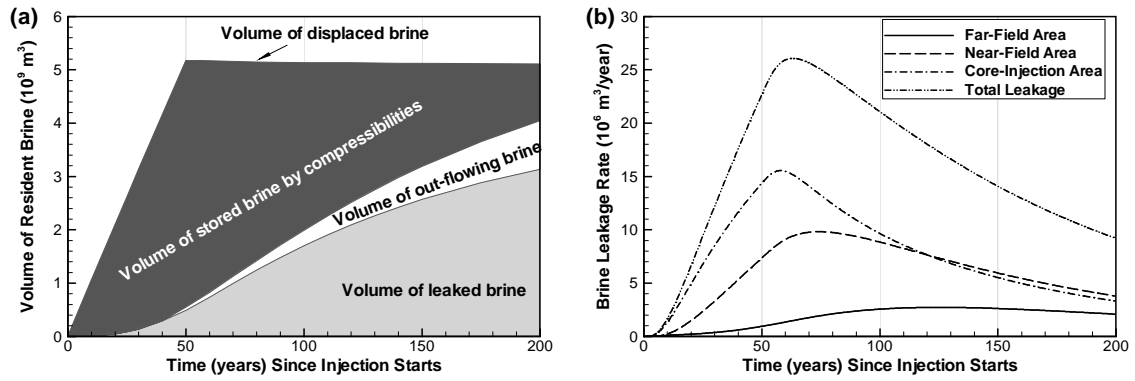 (a)
Volume of Resident Brine (10⁹ m³)
6
5
4
3
2
1
0
Volume of displaced brine
Volume of stored brine by compressibilities
Volume of out-flowing brine
Volume of leaked brine
0 50 100 150 200
Time (years) Since Injection Starts
(b)
Brine Leakage Rate (10⁶ m³/year)
30
25
20
15
10
5
0
Far-Field Area
Near-Field Area
Core-Injection Area
Total Leakage
0 50 100 150 200
Time (years) Since Injection Starts